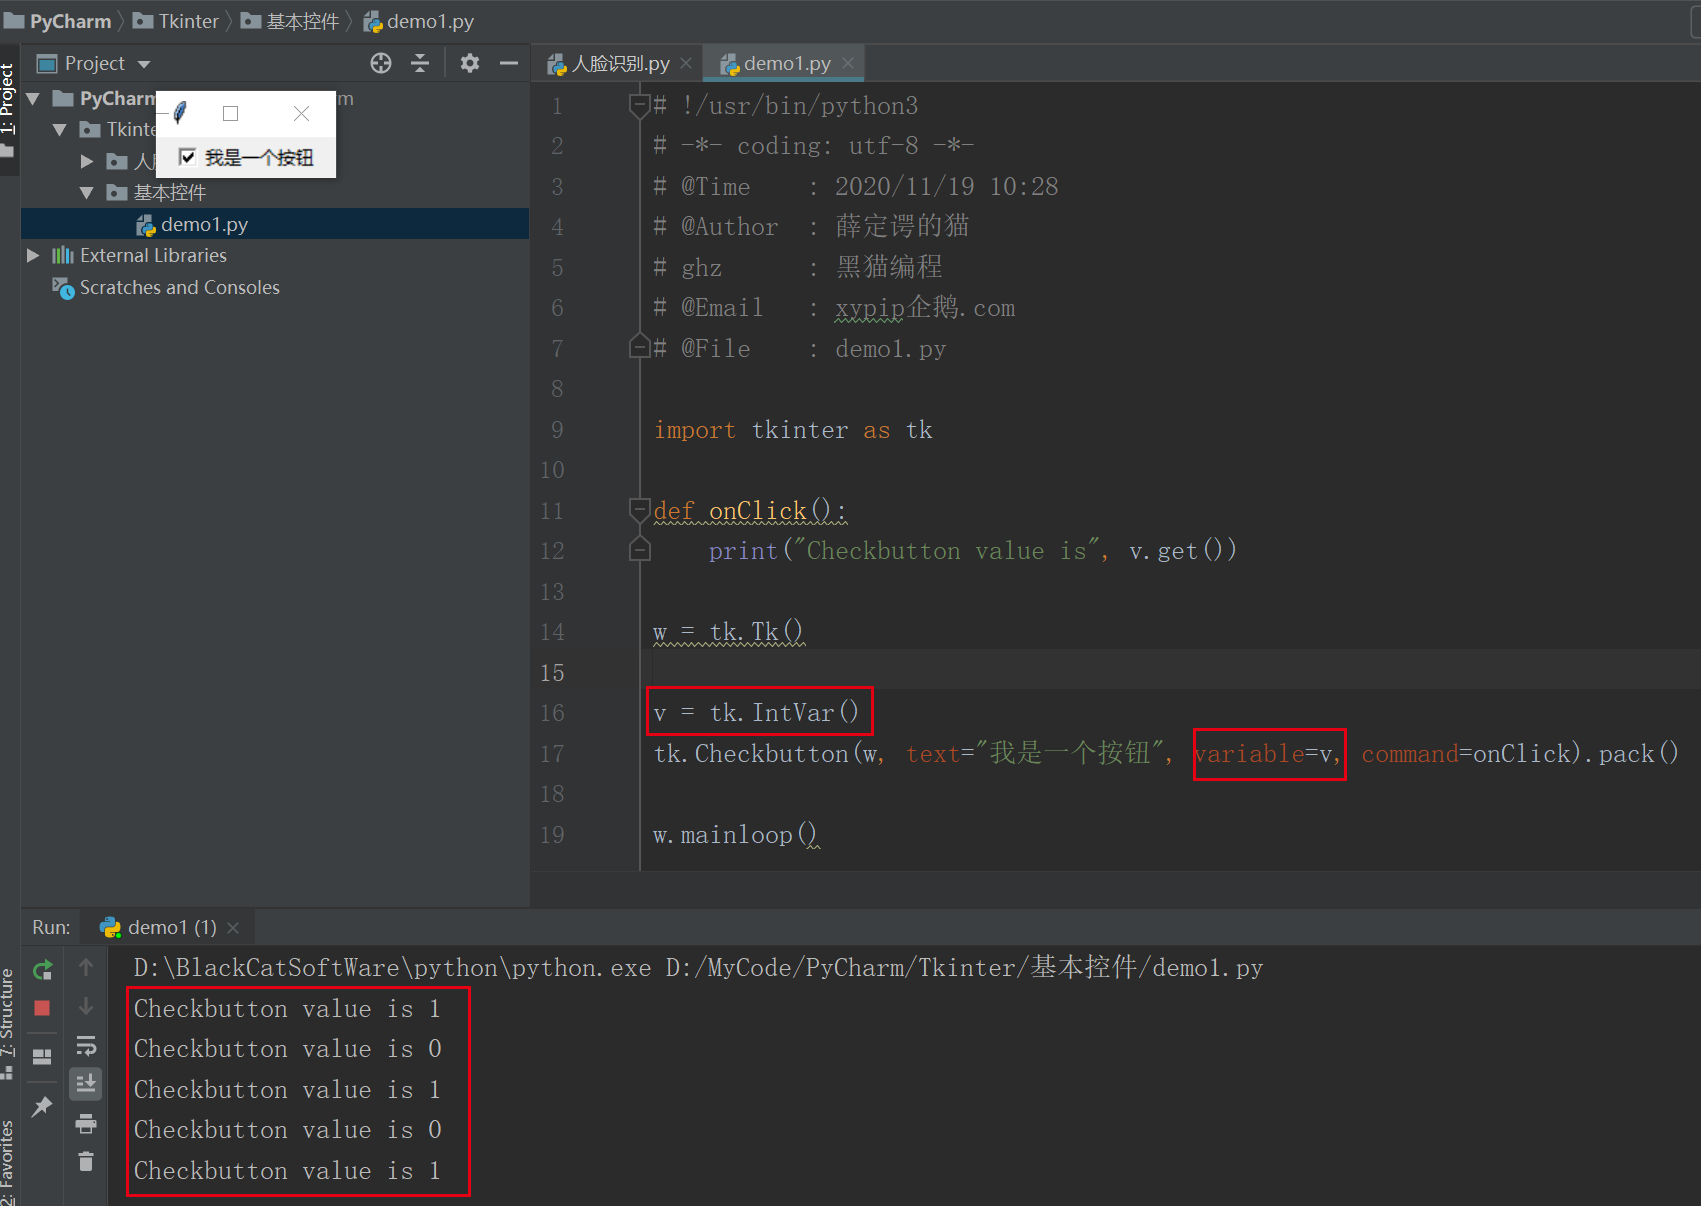 PyCharm Tkinter 基本控件 demo1.py
Project
人脸识别.py demo1.py
1: Project
PyCharm
Tkinte
我是一个按钮
基本控件
demo1.py
External Libraries
Scratches and Consoles
1 # !/usr/bin/python3
2 # -*- coding: utf-8 -*-
3 # @Time : 2020/11/19 10:28
4 # @Author : 薛定谔的猫
5 # ghz : 黑猫编程
6 # @Email : xypip企鹅.com
7 # @File : demo1.py
8
9 import tkinter as tk
10
11 def onClick():
12 print("Checkbutton value is", v.get())
13
14 w = tk.Tk()
15
16 v = tk.IntVar()
17 tk.Checkbutton(w, text="我是一个按钮", variable=v, command=onClick).pack()
18
19 w.mainloop()
Run: demo1 (1)
7: Structure
2: Favorites
D:\BlackCatSoftWare\python\python.exe D:/MyCode/PyCharm/Tkinter/基本控件/demo1.py
Checkbutton value is 1
Checkbutton value is 0
Checkbutton value is 1
Checkbutton value is 0
Checkbutton value is 1